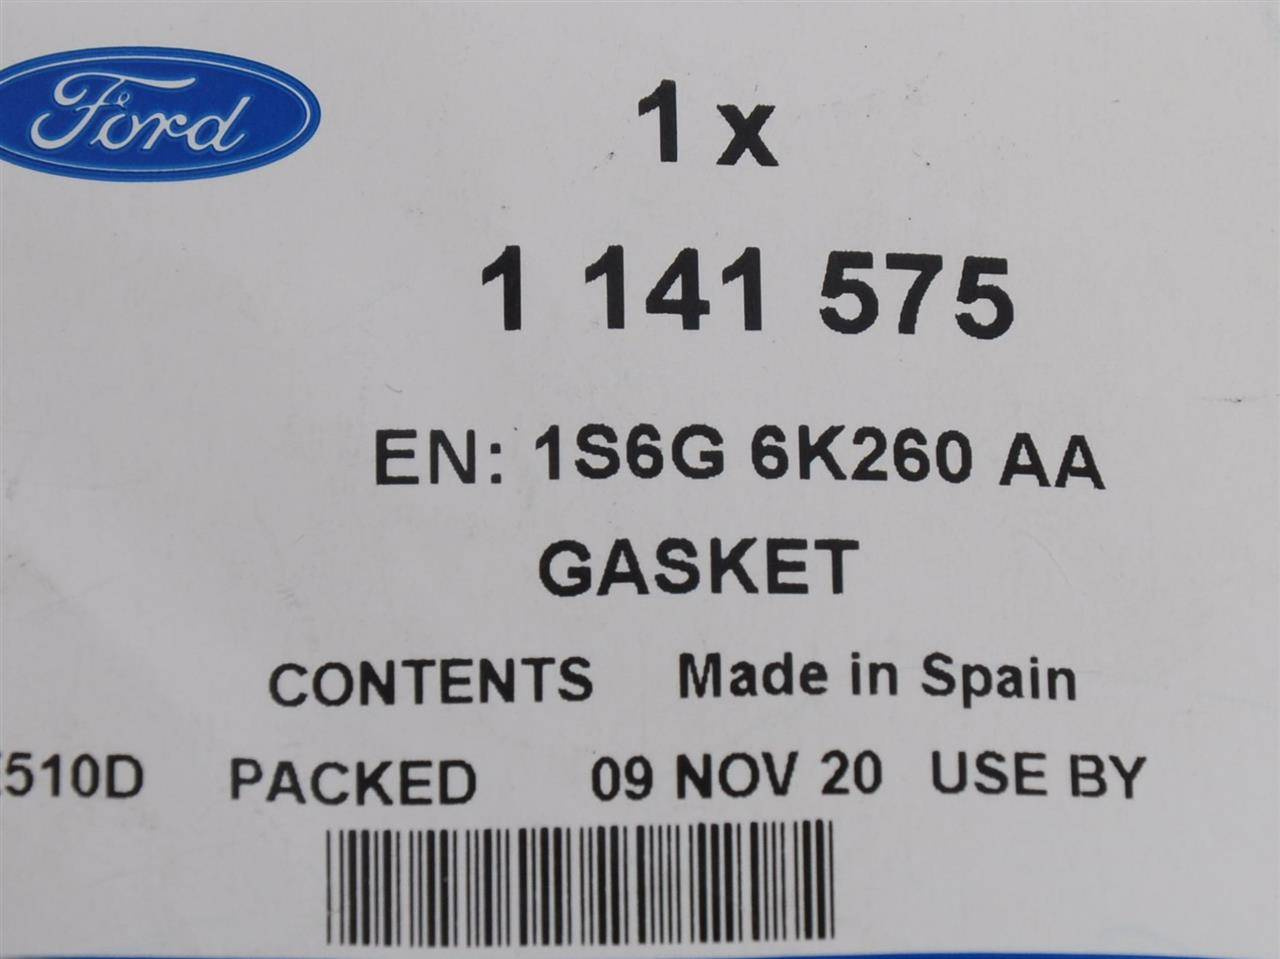 Ford
1 x
1 141 575
EN: 1S6G 6K260 AA
GASKET
CONTENTS Made in Spain
510D PACKED 09 NOV 20 USE BY